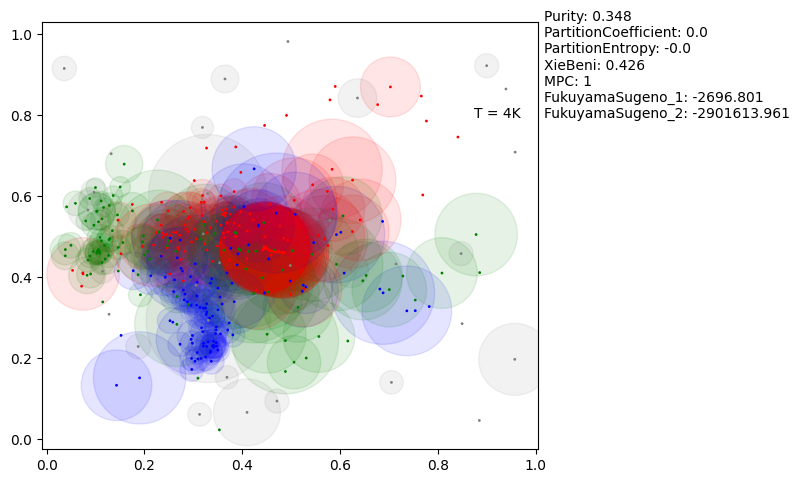 Purity: 0.348
PartitionCoefficient: 0.0
PartitionEntropy: -0.0
XieBeni: 0.426
MPC: 1
FukuyamaSugeno_1: -2696.801
FukuyamaSugeno_2: -2901613.961
T = 4K
1.0
0.8
0.6
0.4
0.2
0.0
0.0 0.2 0.4 0.6 0.8 1.0